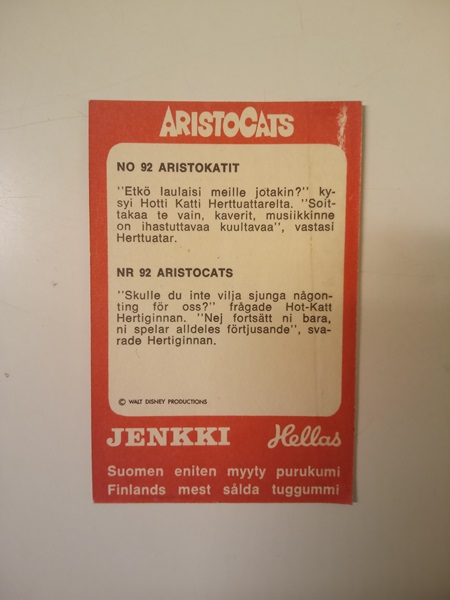 ARISTOCATS
NO 92 ARISTOKATIT
"Etkö laulaisi meille jotakin?" ky-
syi Hotti Katti Herttuattarelta. "Soit-
takaa te vain, kaverit, musiikkinne
on ihastuttavaa kuultavaa", vastasi
Herttuatar.
NR 92 ARISTOCATS
"Skulle du inte vilja sjunga någon-
ting för oss?" frågade Hot-Katt
Hertiginnan. "Nej fortsätt ni bara,
ni spelar alldeles förtjusande", sva-
rade Hertiginnan.
© WALT DISNEY PRODUCTIONS
JENKKI Hellas
Suomen eniten myyty purukumi
Finlands mest sålda tuggummi